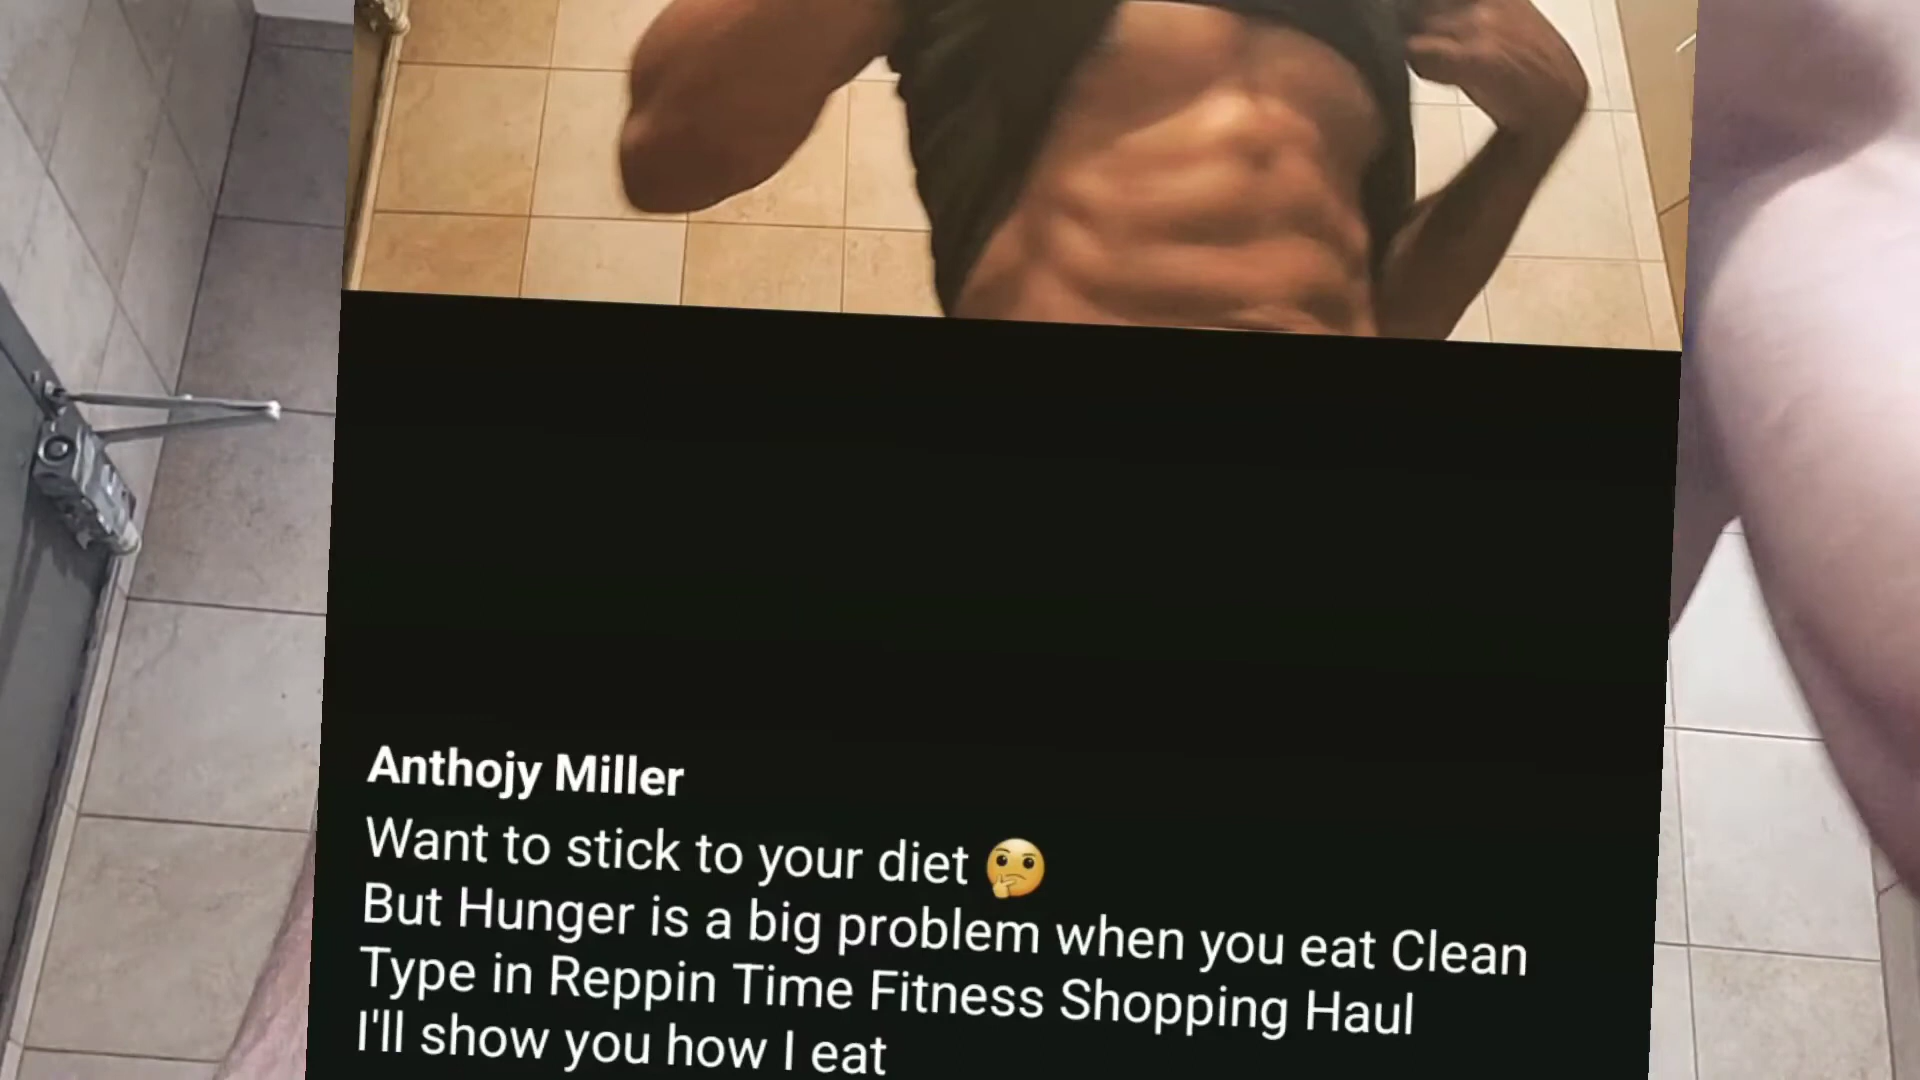 Anthojy Miller
Want to stick to your diet 🤔
But Hunger is a big problem when you eat Clean
Type in Reppin Time Fitness Shopping Haul
I'll show you how I eat